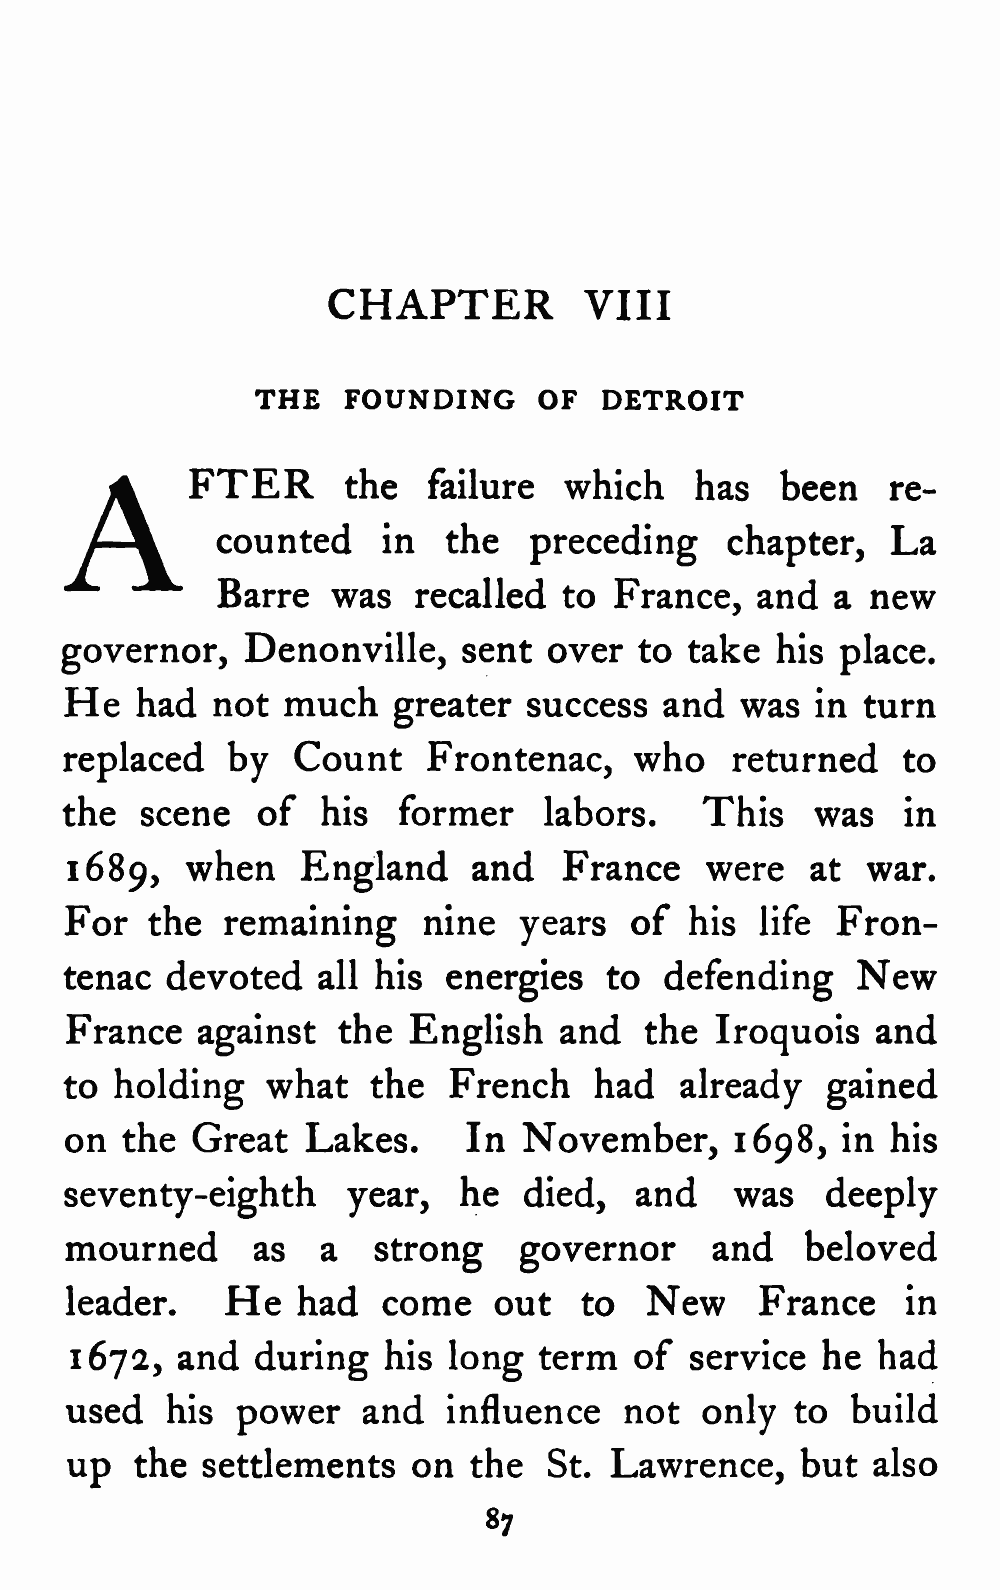 CHAPTER VIII
THE FOUNDING OF DETROIT
AFTER the failure which has been re-
counted in the preceding chapter, La
Barre was recalled to France, and a new
governor, Denonville, sent over to take his place.
He had not much greater success and was in turn
replaced by Count Frontenac, who returned to
the scene of his former labors. This was in
1689, when England and France were at war.
For the remaining nine years of his life Fron-
tenac devoted all his energies to defending New
France against the English and the Iroquois and
to holding what the French had already gained
on the Great Lakes. In November, 1698, in his
seventy-eighth year, he died, and was deeply
mourned as a strong governor and beloved
leader. He had come out to New France in
1672, and during his long term of service he had
used his power and influence not only to build
up the settlements on the St. Lawrence, but also
87